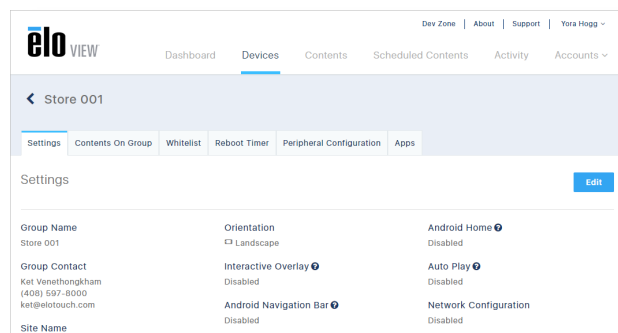 Dev Zone | About | Support | Yora Hogg
elo VIEW
Dashboard Devices Contents Scheduled Contents Activity Accounts
Store 001
Settings Contents On Group Whitelist Reboot Timer Peripheral Configuration Apps
Settings Edit
Group Name Orientation Android Home ?
Store 001 Landscape Disabled
Group Contact Interactive Overlay ? Auto Play ?
Ket Venethongkham Disabled Disabled
(408) 597-8000
ket@elotouch.com Android Navigation Bar ? Network Configuration
Disabled Disabled
Site Name